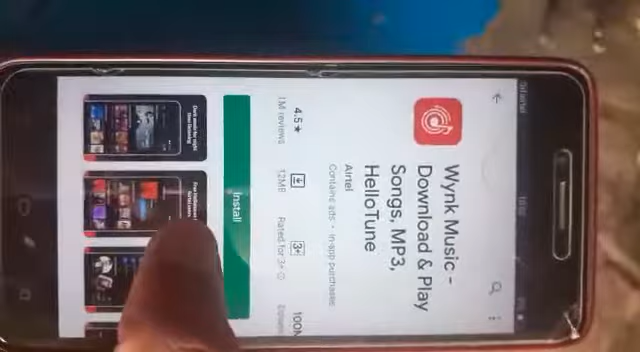 Wynk Music -
Download & Play
Songs, MP3,
HelloTune
Airtel
Contains ads • In-app purchases
4.5★
1M reviews
12MB
3+
Rated for 3+
100M
Install